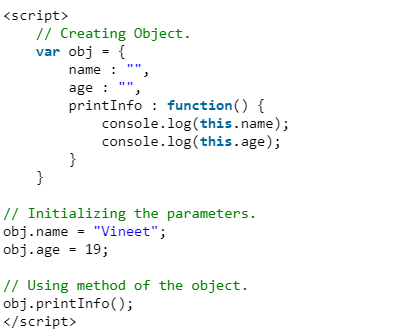 <script>
    // Creating Object.
    var obj = {
        name : "",
        age : "",
        printInfo : function() {
            console.log(this.name);
            console.log(this.age);
        }
    }

// Initializing the parameters.
obj.name = "Vineet";
obj.age = 19;

// Using method of the object.
obj.printInfo();
</script>